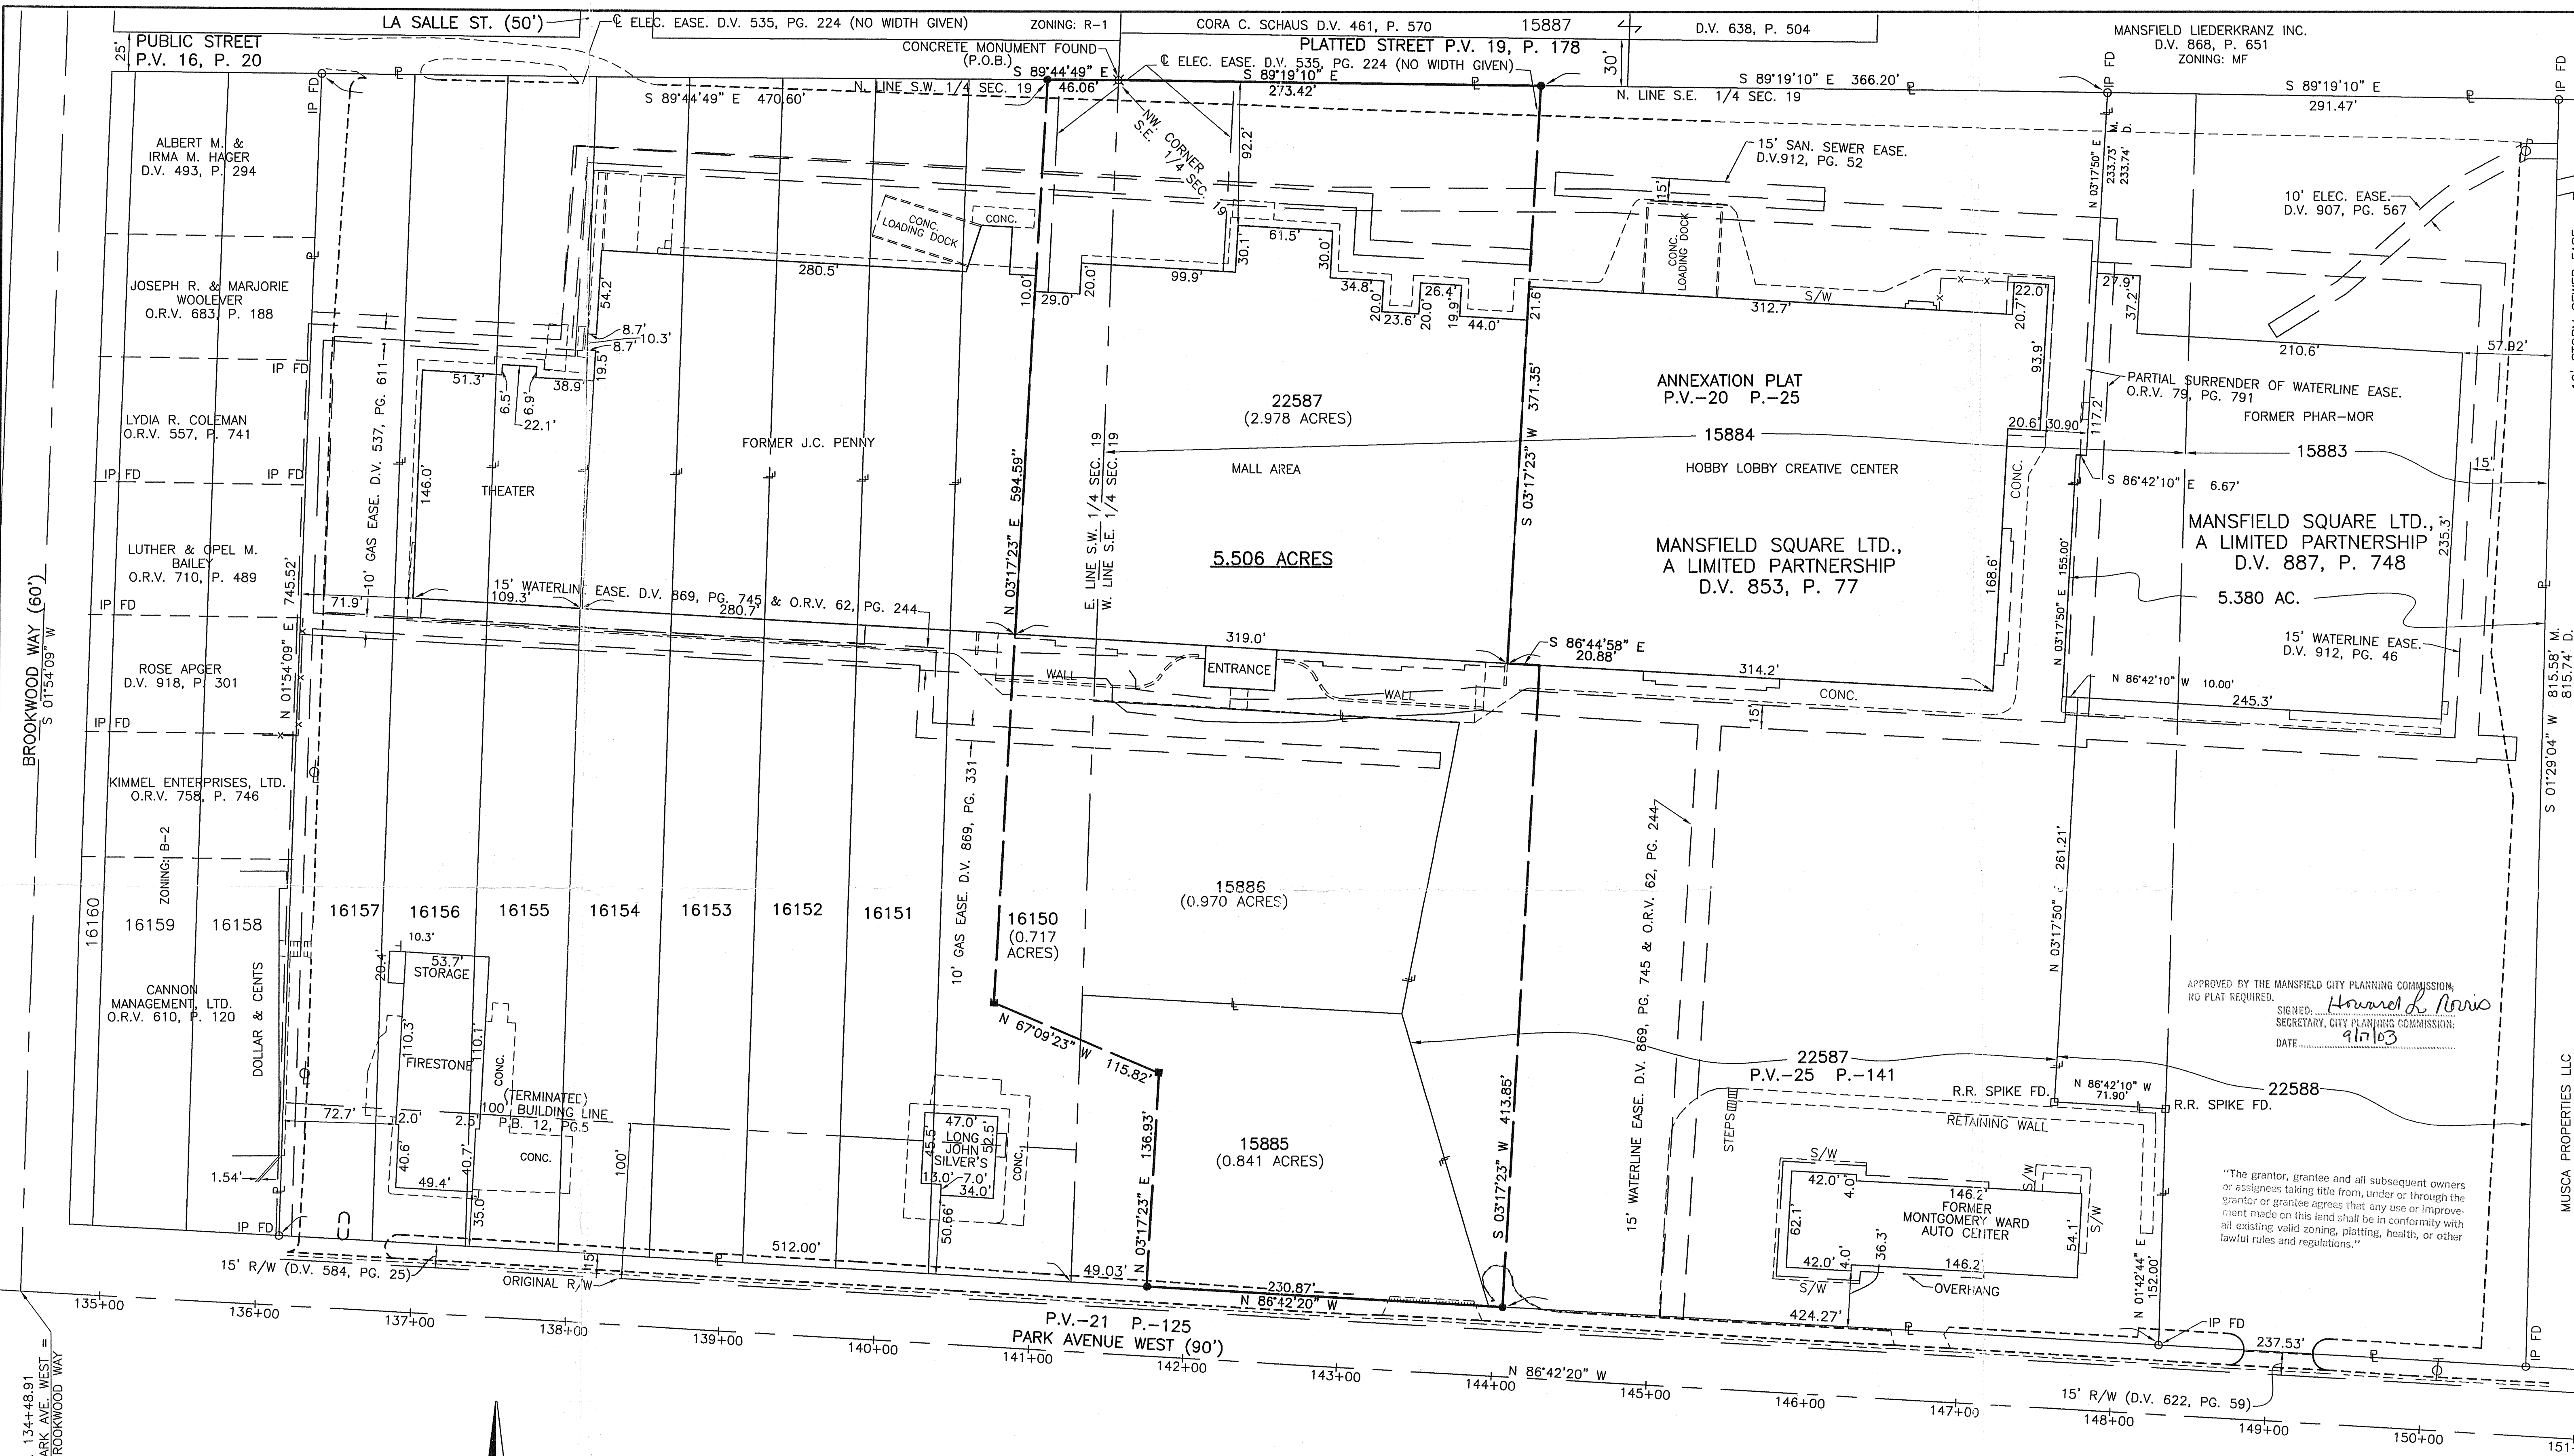 LA SALLE ST. (50')
℄ ELEC. EASE. D.V. 535, PG. 224 (NO WIDTH GIVEN)
ZONING: R-1
CORA C. SCHAUS D.V. 461, P. 570
15887
D.V. 638, P. 504
MANSFIELD LIEDERKRANZ INC.
D.V. 868, P. 651
ZONING: MF
25'
PUBLIC STREET
P.V. 16, P. 20
CONCRETE MONUMENT FOUND
(P.O.B.)
PLATTED STREET P.V. 19, P. 178
℄ ELEC. EASE. D.V. 535, PG. 224 (NO WIDTH GIVEN)
30'
IP FD
IP FD
IP FD
S 89°44'49" E
46.06'
S 89°19'10" E
273.42'
S 89°19'10" E 366.20'
S 89°19'10" E
291.47'
N. LINE S.W. 1/4 SEC. 19
S 89°44'49" E 470.60'
N. LINE S.E. 1/4 SEC. 19
NW. CORNER
S.E. 1/4 SEC. 19
92.2'
N 03°17'50" E
233.73' M.
233.74' D.
ALBERT M. &
IRMA M. HAGER
D.V. 493, P. 294
15' SAN. SEWER EASE.
D.V.912, PG. 52
15'
10' ELEC. EASE.
D.V. 907, PG. 567
CONC.
LOADING DOCK
CONC.
CONC.
LOADING DOCK
280.5'
54.2'
10.0'
29.0'
20.0'
99.9'
30.1'
61.5'
30.0'
34.8'
20.0'
23.6'
20.0'
26.4'
19.9'
44.0'
21.6'
312.7'
S/W
22.0'
20.7'
27.9'
37.2'
210.6'
57.92'
JOSEPH R. & MARJORIE
WOOLEVER
O.R.V. 683, P. 188
8.7'
10.3'
8.7'
19.5
51.3'
6.5'
6.9'
22.1'
38.9'
IP FD
LYDIA R. COLEMAN
O.R.V. 557, P. 741
10' GAS EASE. D.V. 537, PG. 611
FORMER J.C. PENNY
22587
(2.978 ACRES)
ANNEXATION PLAT
P.V.-20 P.-25
93.9'
PARTIAL SURRENDER OF WATERLINE EASE.
O.R.V. 79, PG. 791
FORMER PHAR-MOR
117.2'
20.6'
30.90'
15884
15883
15'
IP FD
IP FD
THEATER
146.0'
MALL AREA
HOBBY LOBBY CREATIVE CENTER
CONC.
S 86°42'10" E 6.67'
N 03°17'23" E 594.59"
E. LINE S.W. 1/4 SEC. 19
W. LINE S.E. 1/4 SEC. 19
S 03°17'23" W 371.35'
LUTHER & OPEL M.
BAILEY
O.R.V. 710, P. 489
5.506 ACRES
MANSFIELD SQUARE LTD.,
A LIMITED PARTNERSHIP
D.V. 853, P. 77
MANSFIELD SQUARE LTD.,
A LIMITED PARTNERSHIP
D.V. 887, P. 748
235.3'
5.380 AC.
168.6'
N 03°17'50" E 155.00'
15' WATERLINE EASE.
D.V. 912, PG. 46
BROOKWOOD WAY (60')
S 01°54'09" W
N 01°54'09" E 745.52'
IP FD
71.9'
15' WATERLINE EASE. D.V. 869, PG. 745 & O.R.V. 62, PG. 244
109.3'
280.7'
319.0'
S 86°44'58" E
20.88'
314.2'
ROSE APGER
D.V. 918, P. 301
WALL
ENTRANCE
WALL
CONC.
15'
N 86°42'10" W 10.00'
245.3'
S 01°29'04" W 815.58' M.
815.74' D.
IP FD
KIMMEL ENTERPRISES, LTD.
O.R.V. 758, P. 746
10' GAS EASE. D.V. 869, PG. 331
15' WATERLINE EASE. D.V. 869, PG. 745 & O.R.V. 62, PG. 244
N 03°17'50" E 261.21'
ZONING: B-2
16160
16159
16158
16157
16156
16155
16154
16153
16152
16151
16150
(0.717
ACRES)
15886
(0.970 ACRES)
10.3'
20.4'
53.7'
STORAGE
CANNON
MANAGEMENT, LTD.
O.R.V. 610, P. 120
DOLLAR & CENTS
110.3'
110.1'
FIRESTONE
CONC.
N 67°09'23" W 115.82'
APPROVED BY THE MANSFIELD CITY PLANNING COMMISSION;
NO PLAT REQUIRED.
SIGNED: Howard L Norris
SECRETARY, CITY PLANNING COMMISSION;
DATE 9/17/03
22587
P.V.-25 P.-141
22588
N 86°42'10" W
71.90'
R.R. SPIKE FD.
R.R. SPIKE FD.
MUSCA PROPERTIES LLC
(TERMINATED)
100' BUILDING LINE
P.B. 12, PG.5
72.7'
2.0'
2.5'
40.6'
40.7'
CONC.
49.4'
35.0'
1.54'
100'
47.0'
45.5'
LONG
JOHN
SILVER'S
52.5'
13.0'
7.0'
34.0'
CONC.
50.66'
N 03°17'23" E 136.93'
15885
(0.841 ACRES)
S 03°17'23" W 413.85'
STEPS
RETAINING WALL
S/W
42.0'
4.0'
146.2'
S/W
62.1'
FORMER
MONTGOMERY WARD
AUTO CENTER
54.1'
S/W
42.0'
4.0'
36.3'
146.2'
S/W
OVERHANG
"The grantor, grantee and all subsequent owners
or assignees taking title from, under or through the
grantor or grantee agrees that any use or improve-
ment made on this land shall be in conformity with
all existing valid zoning, platting, health, or other
lawful rules and regulations."
N 01°42'44" E
152.00'
IP FD
15' R/W (D.V. 584, PG. 25)
ORIGINAL R/W
15'
512.00'
49.03'
230.87'
N 86°42'20" W
424.27'
IP FD
237.53'
IP FD
P.V.-21 P.-125
PARK AVENUE WEST (90')
N 86°42'20" W
15' R/W (D.V. 622, PG. 59)
135+00
136+00
137+00
138+00
139+00
140+00
141+00
142+00
143+00
144+00
145+00
146+00
147+00
148+00
149+00
150+00
151
134+48.91
PARK AVE. WEST =
BROOKWOOD WAY